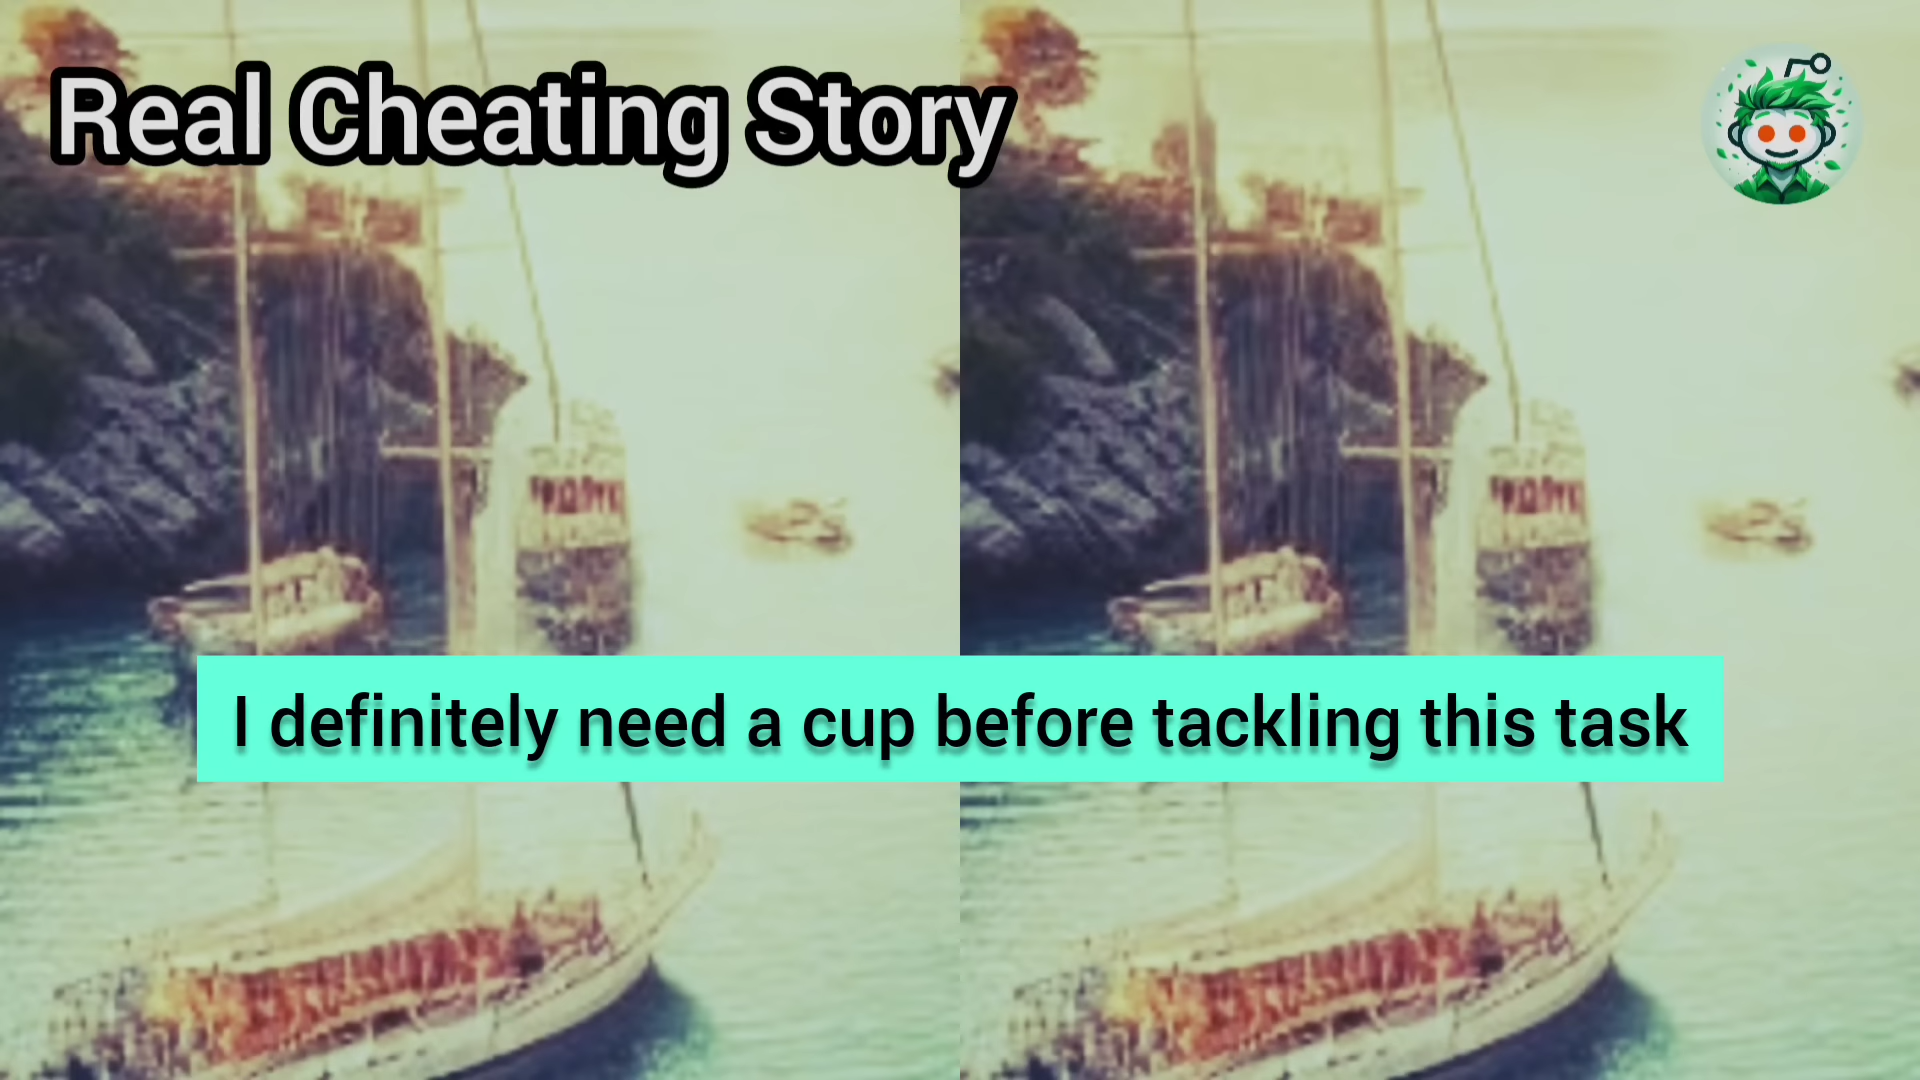 Real Cheating Story
I definitely need a cup before tackling this task